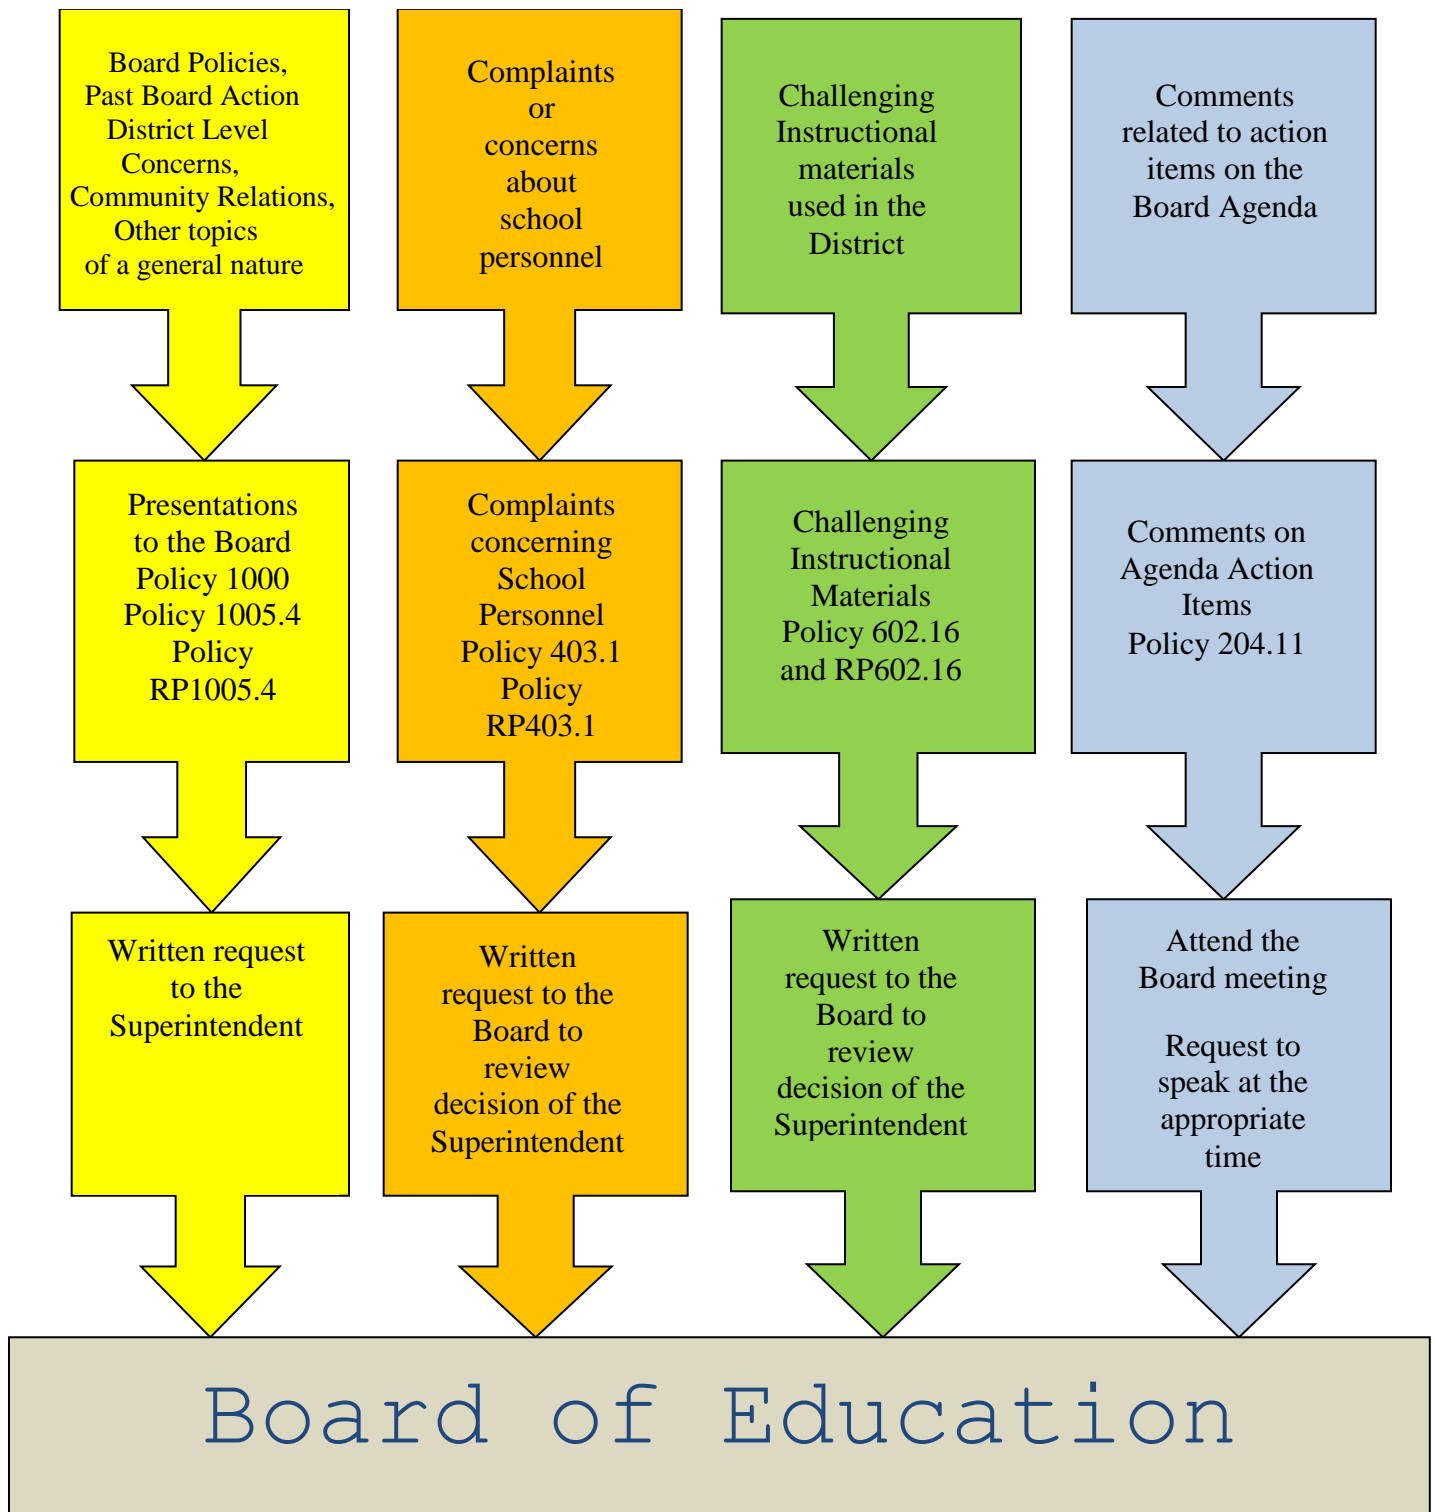 Board Policies,
Past Board Action
District Level
Concerns,
Community Relations,
Other topics
of a general nature
Complaints
or
concerns
about
school
personnel
Challenging
Instructional
materials
used in the
District
Comments
related to action
items on the
Board Agenda
Presentations
to the Board
Policy 1000
Policy 1005.4
Policy
RP1005.4
Complaints
concerning
School
Personnel
Policy 403.1
Policy
RP403.1
Challenging
Instructional
Materials
Policy 602.16
and RP602.16
Comments on
Agenda Action
Items
Policy 204.11
Written request
to the
Superintendent
Written
request to the
Board to
review
decision of the
Superintendent
Written
request to the
Board to
review
decision of the
Superintendent
Attend the
Board meeting
Request to
speak at the
appropriate
time
Board of Education